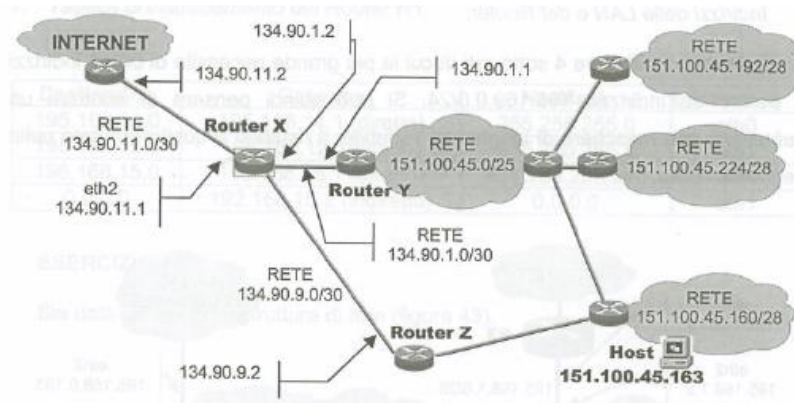 INTERNET
134.90.1.2
134.90.11.2
134.90.1.1
RETE
151.100.45.192/28
RETE
134.90.11.0/30
Router X
RETE
151.100.45.0/25
RETE
151.100.45.224/28
eth2
134.90.11.1
Router Y
RETE
134.90.1.0/30
RETE
134.90.9.0/30
RETE
151.100.45.160/28
Router Z
134.90.9.2
Host
151.100.45.163